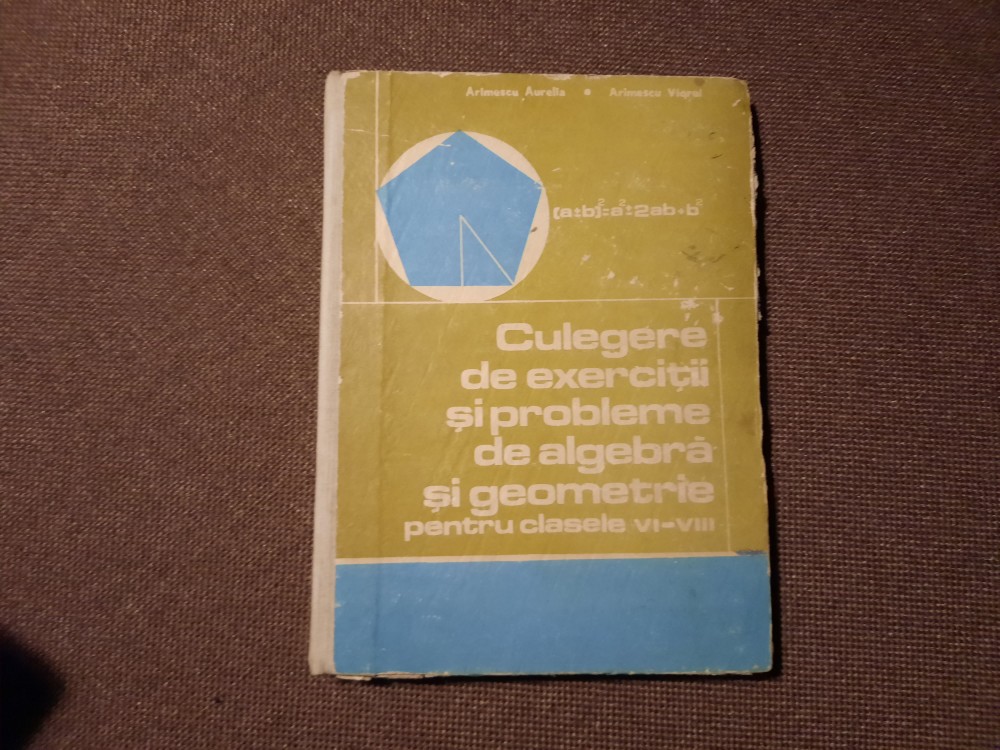 Arimescu Aurelia • Arimescu Viorel
(a±b)²=a²±2ab+b²
Culegere
de exerciții
și probleme
de algebră
și geometrie
pentru clasele VI–VIII